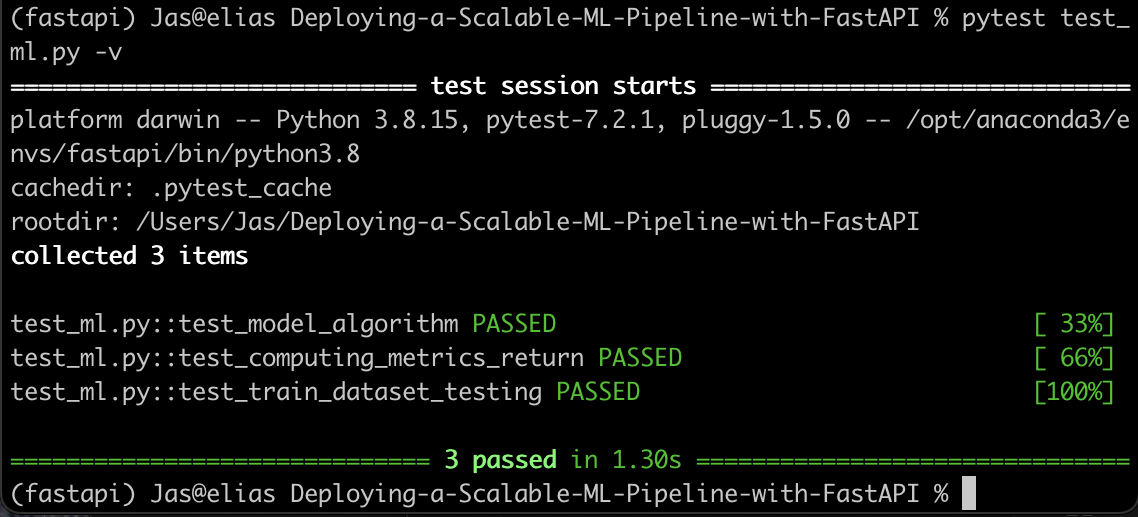 (fastapi) Jas@elias Deploying-a-Scalable-ML-Pipeline-with-FastAPI % pytest test_
ml.py -v
============================= test session starts ==============================
platform darwin -- Python 3.8.15, pytest-7.2.1, pluggy-1.5.0 -- /opt/anaconda3/e
nvs/fastapi/bin/python3.8
cachedir: .pytest_cache
rootdir: /Users/Jas/Deploying-a-Scalable-ML-Pipeline-with-FastAPI
collected 3 items
test_ml.py::test_model_algorithm PASSED [ 33%]
test_ml.py::test_computing_metrics_return PASSED [ 66%]
test_ml.py::test_train_dataset_testing PASSED [100%]
============================== 3 passed in 1.30s ===============================
(fastapi) Jas@elias Deploying-a-Scalable-ML-Pipeline-with-FastAPI %